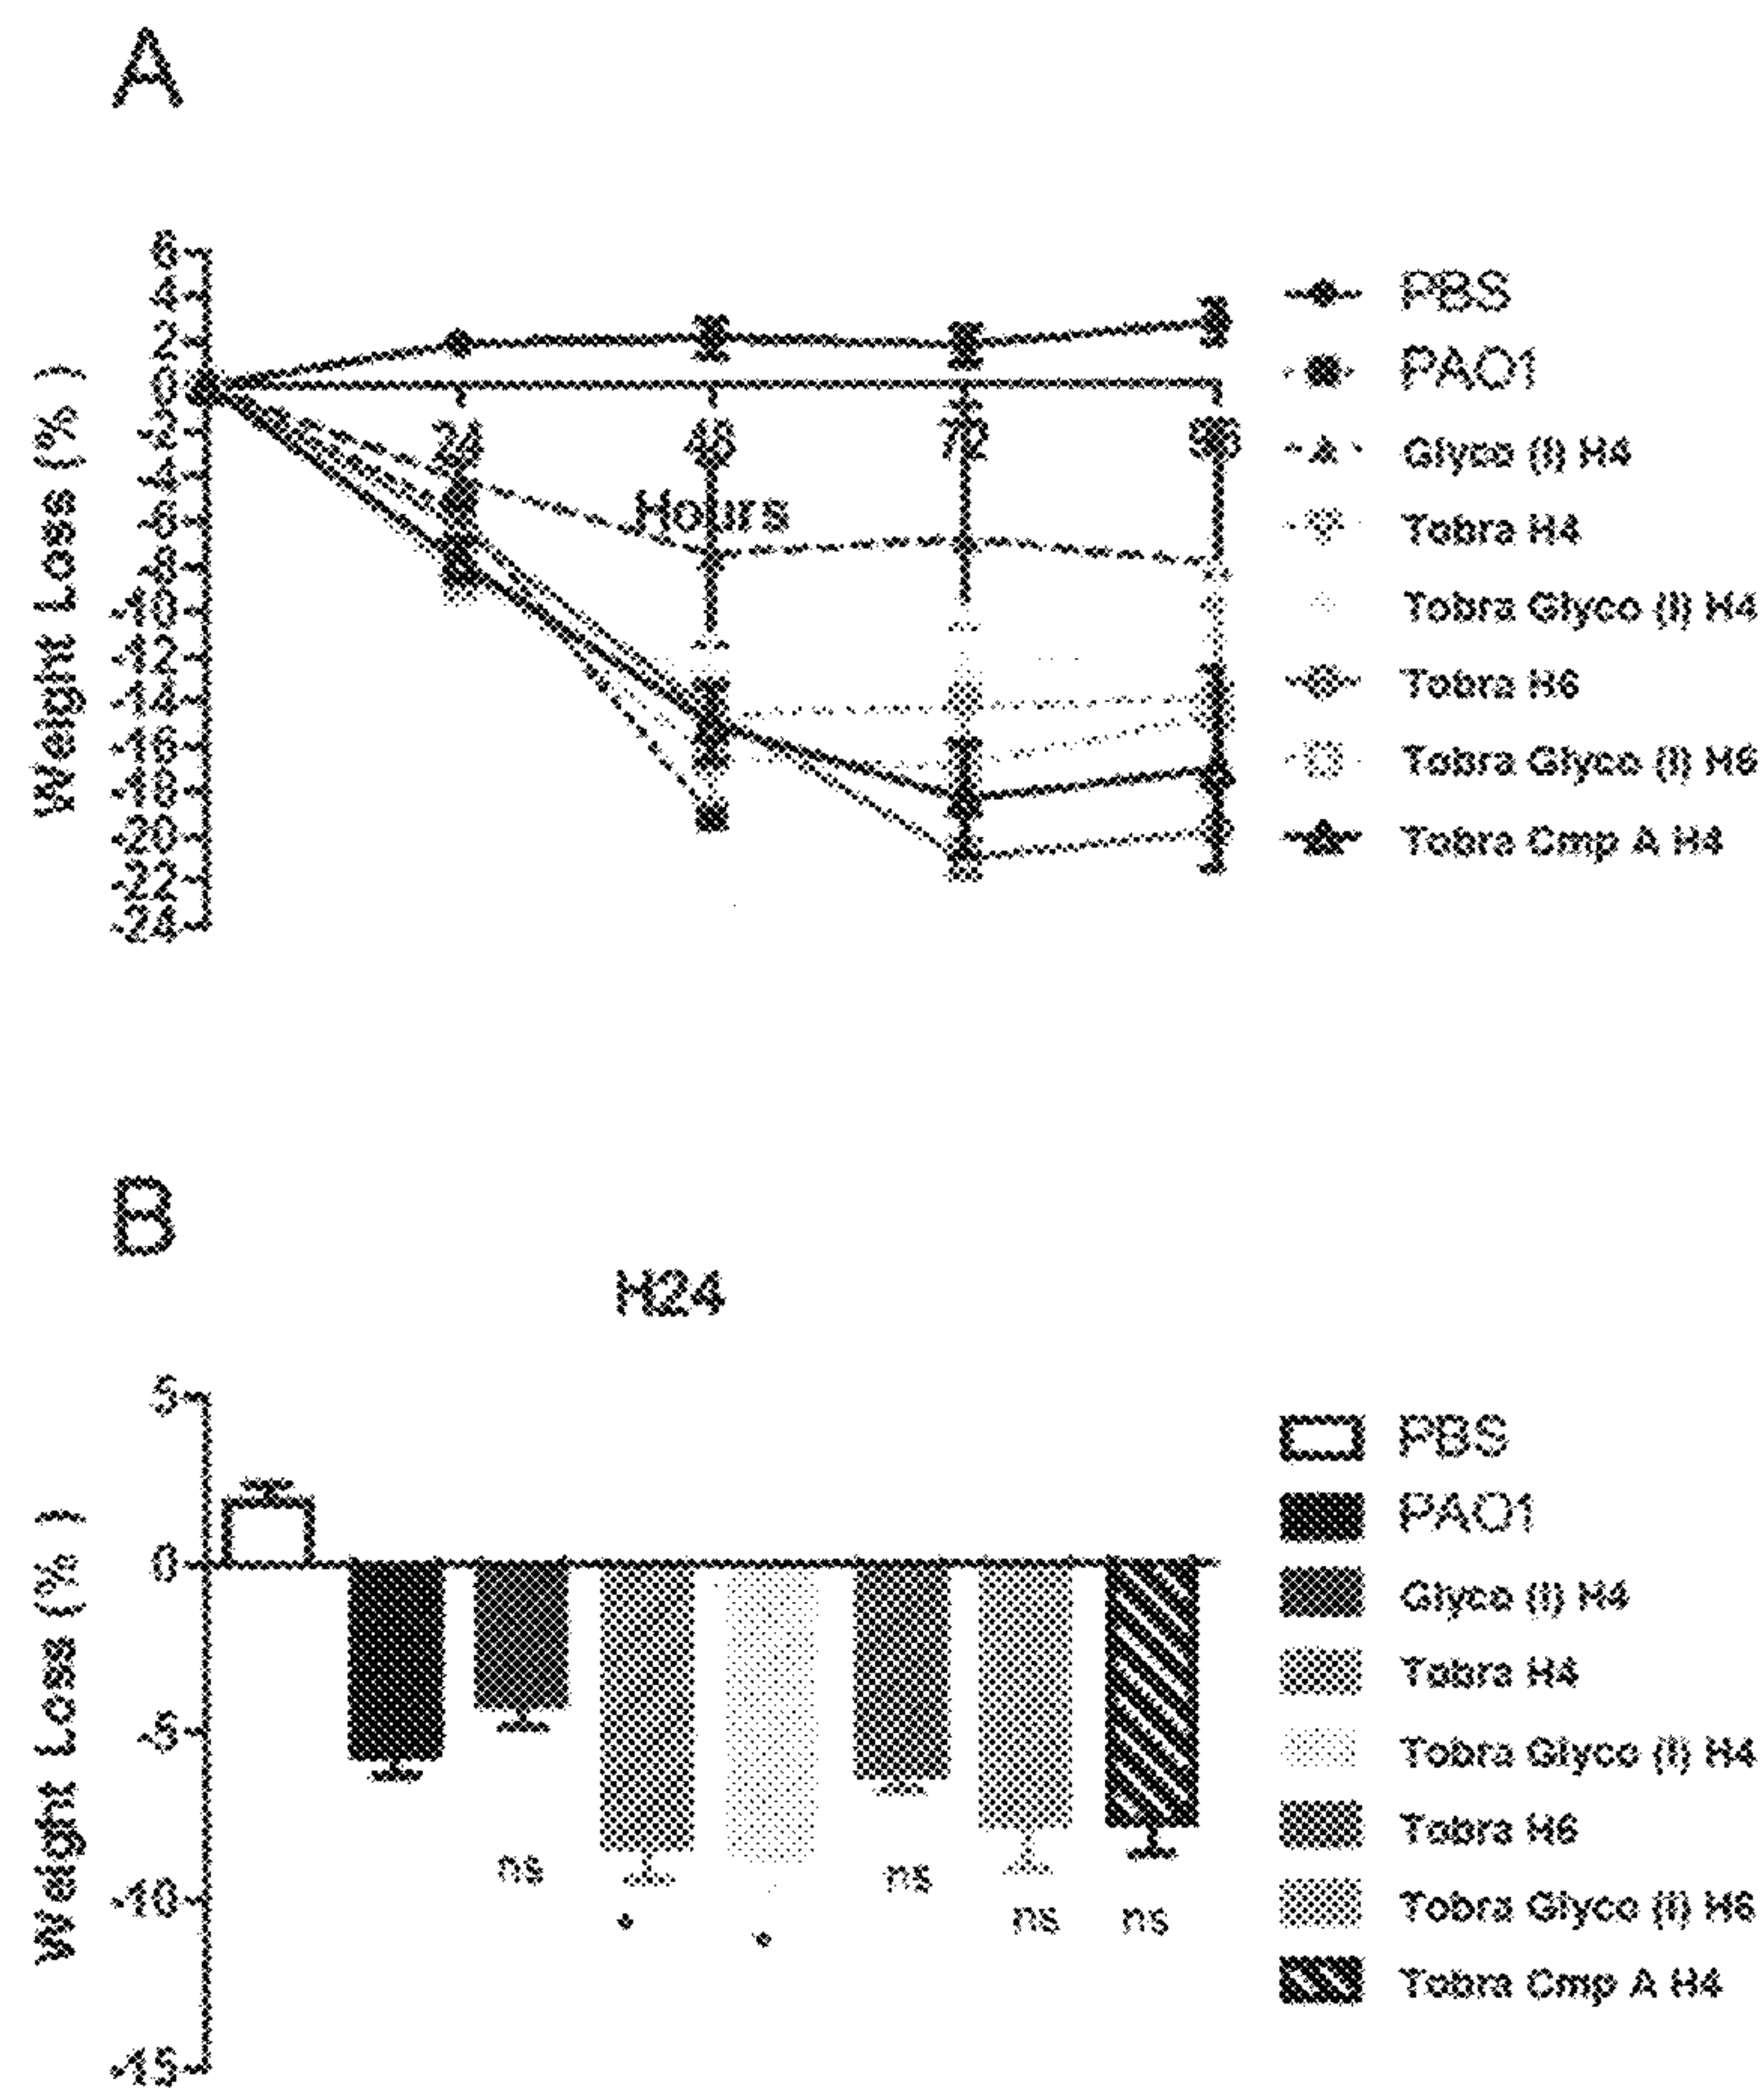 A
Weight Loss (% )
6
4
2
0
-2
-4
-6
-8
-10
-12
-14
-16
-18
-20
-22
-24
24
48
72
96
Hours
PBS
PAO1
Glyco (I) H4
Tobra H4
Tobra Glyco (I) H4
Tobra H6
Tobra Glyco (I) H6
Tobra Cmp A H4
B
H24
Weight Loss (% )
5
0
-5
-10
-15
ns
*
*
ns
ns
ns
PBS
PAO1
Glyco (I) H4
Tobra H4
Tobra Glyco (I) H4
Tobra H6
Tobra Glyco (I) H6
Tobra Cmp A H4